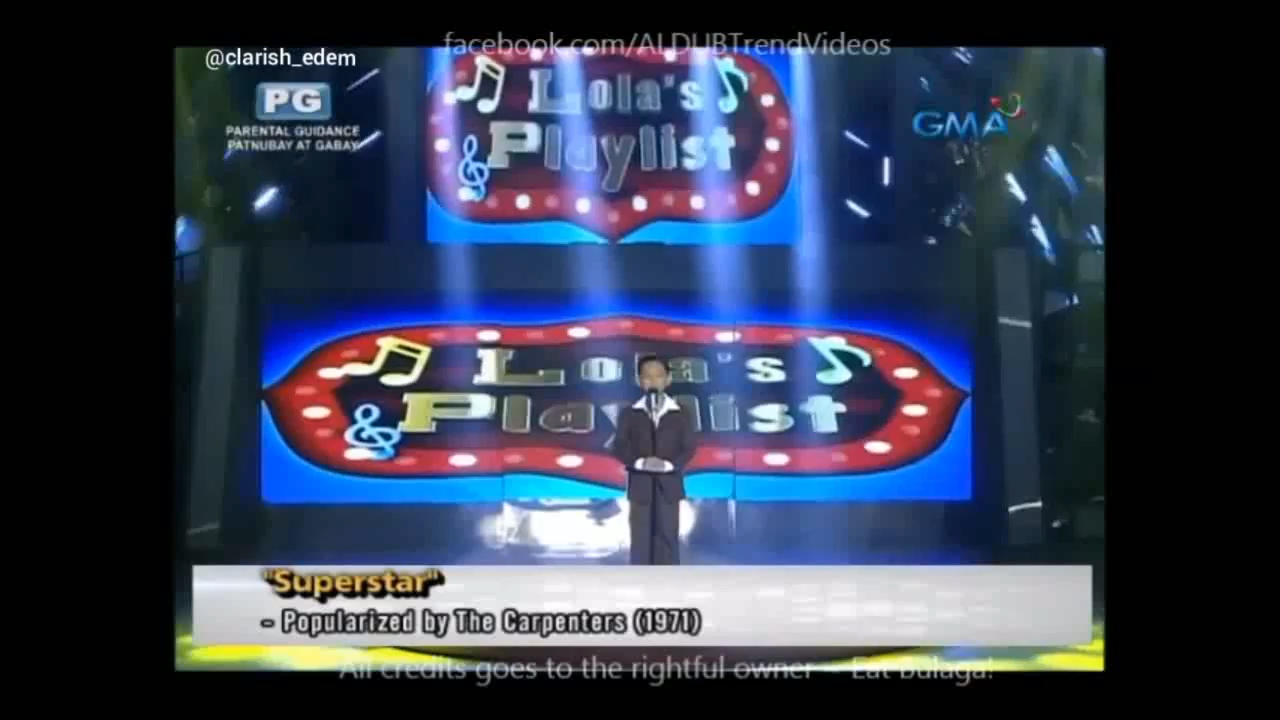 facebook.com/ALDUBTrendVideos
@clarish_edem
PG
PARENTAL GUIDANCE
PATNUBAY AT GABAY
GMA
Lola's
Playlist
Lola's
Playlist
"Superstar"
- Popularized by The Carpenters (1971)
All credits goes to the rightful owner -- Eat Bulaga!